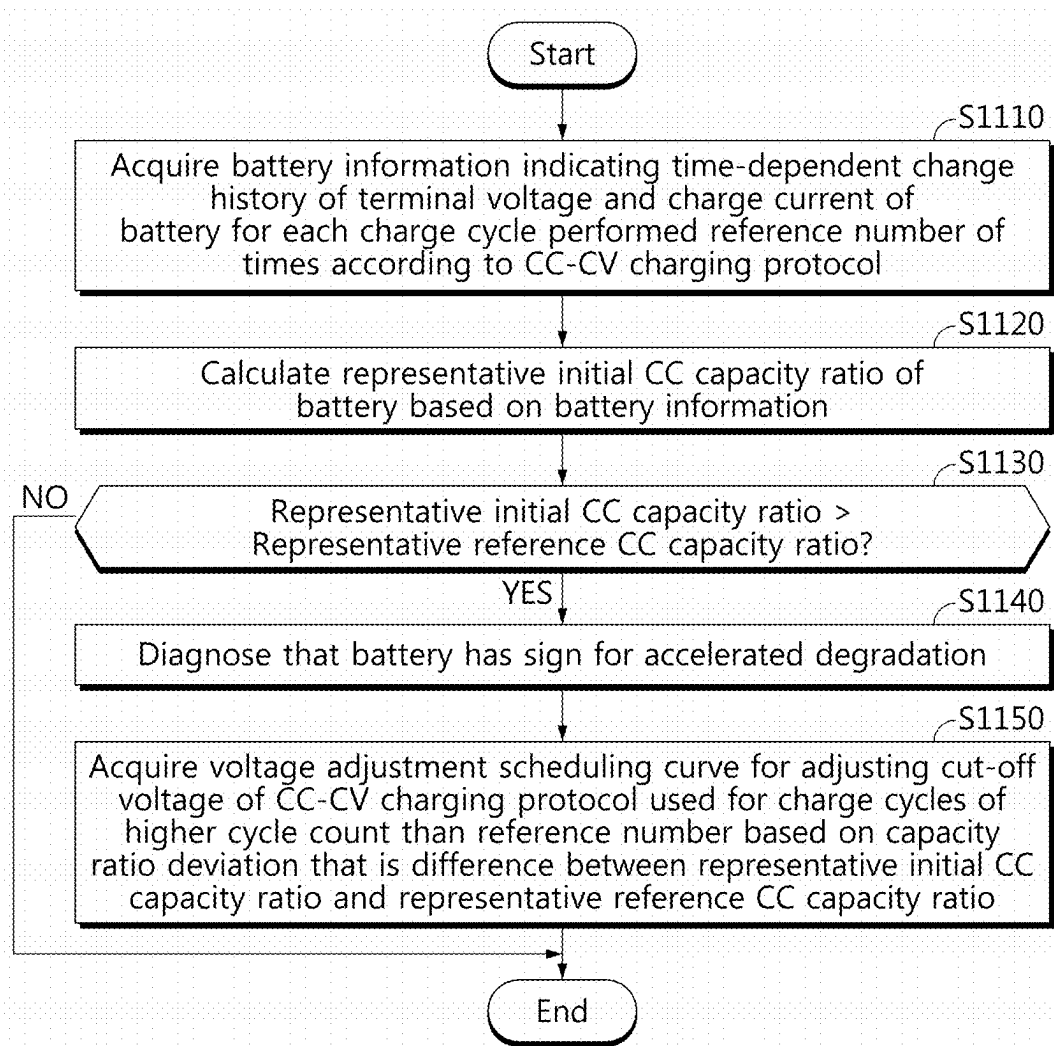 Start
S1110
Acquire battery information indicating time-dependent change
history of terminal voltage and charge current of
battery for each charge cycle performed reference number of
times according to CC-CV charging protocol
S1120
Calculate representative initial CC capacity ratio of
battery based on battery information
S1130
NO
Representative initial CC capacity ratio >
Representative reference CC capacity ratio?
YES
S1140
Diagnose that battery has sign for accelerated degradation
S1150
Acquire voltage adjustment scheduling curve for adjusting cut-off
voltage of CC-CV charging protocol used for charge cycles of
higher cycle count than reference number based on capacity
ratio deviation that is difference between representative initial CC
capacity ratio and representative reference CC capacity ratio
End